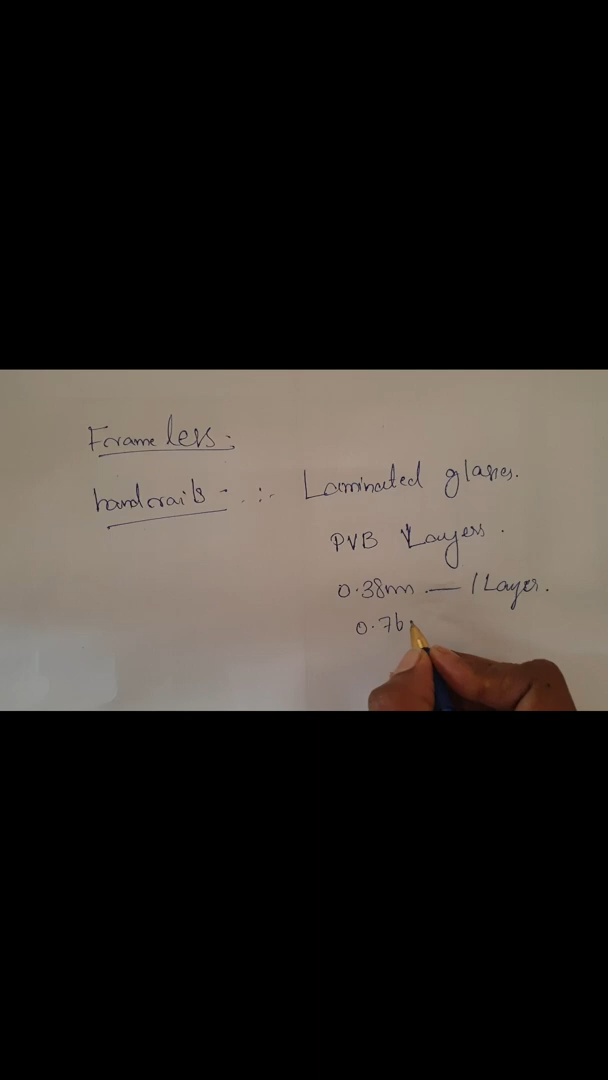 Frameless:
handrails :- .:. Laminated glasses.
PVB Layers.
0.38mm — 1 Layer.
0.76